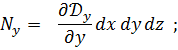 N_y = ∂𝒟_y/∂y dx dy dz ;